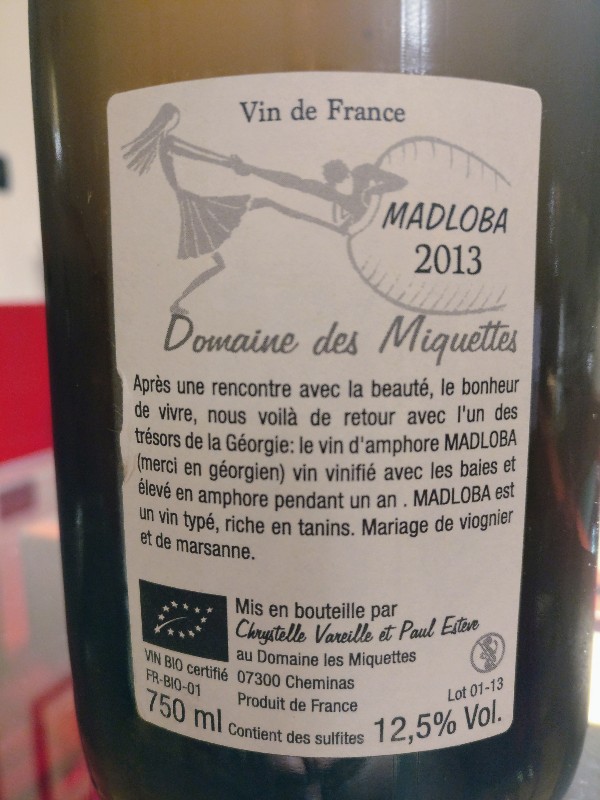 Vin de France
MADLOBA
2013
Domaine des Miquettes
Après une rencontre avec la beauté, le bonheur
de vivre, nous voilà de retour avec l'un des
trésors de la Géorgie: le vin d'amphore MADLOBA
(merci en géorgien) vin vinifié avec les baies et
élevé en amphore pendant un an . MADLOBA est
un vin typé, riche en tanins. Mariage de viognier
et de marsanne.
Mis en bouteille par
Chrystelle Vareille et Paul Esteve
au Domaine les Miquettes
VIN BIO certifié 07300 Cheminas
FR-BIO-01 Produit de France
Lot 01-13
750 ml Contient des sulfites 12,5% Vol.